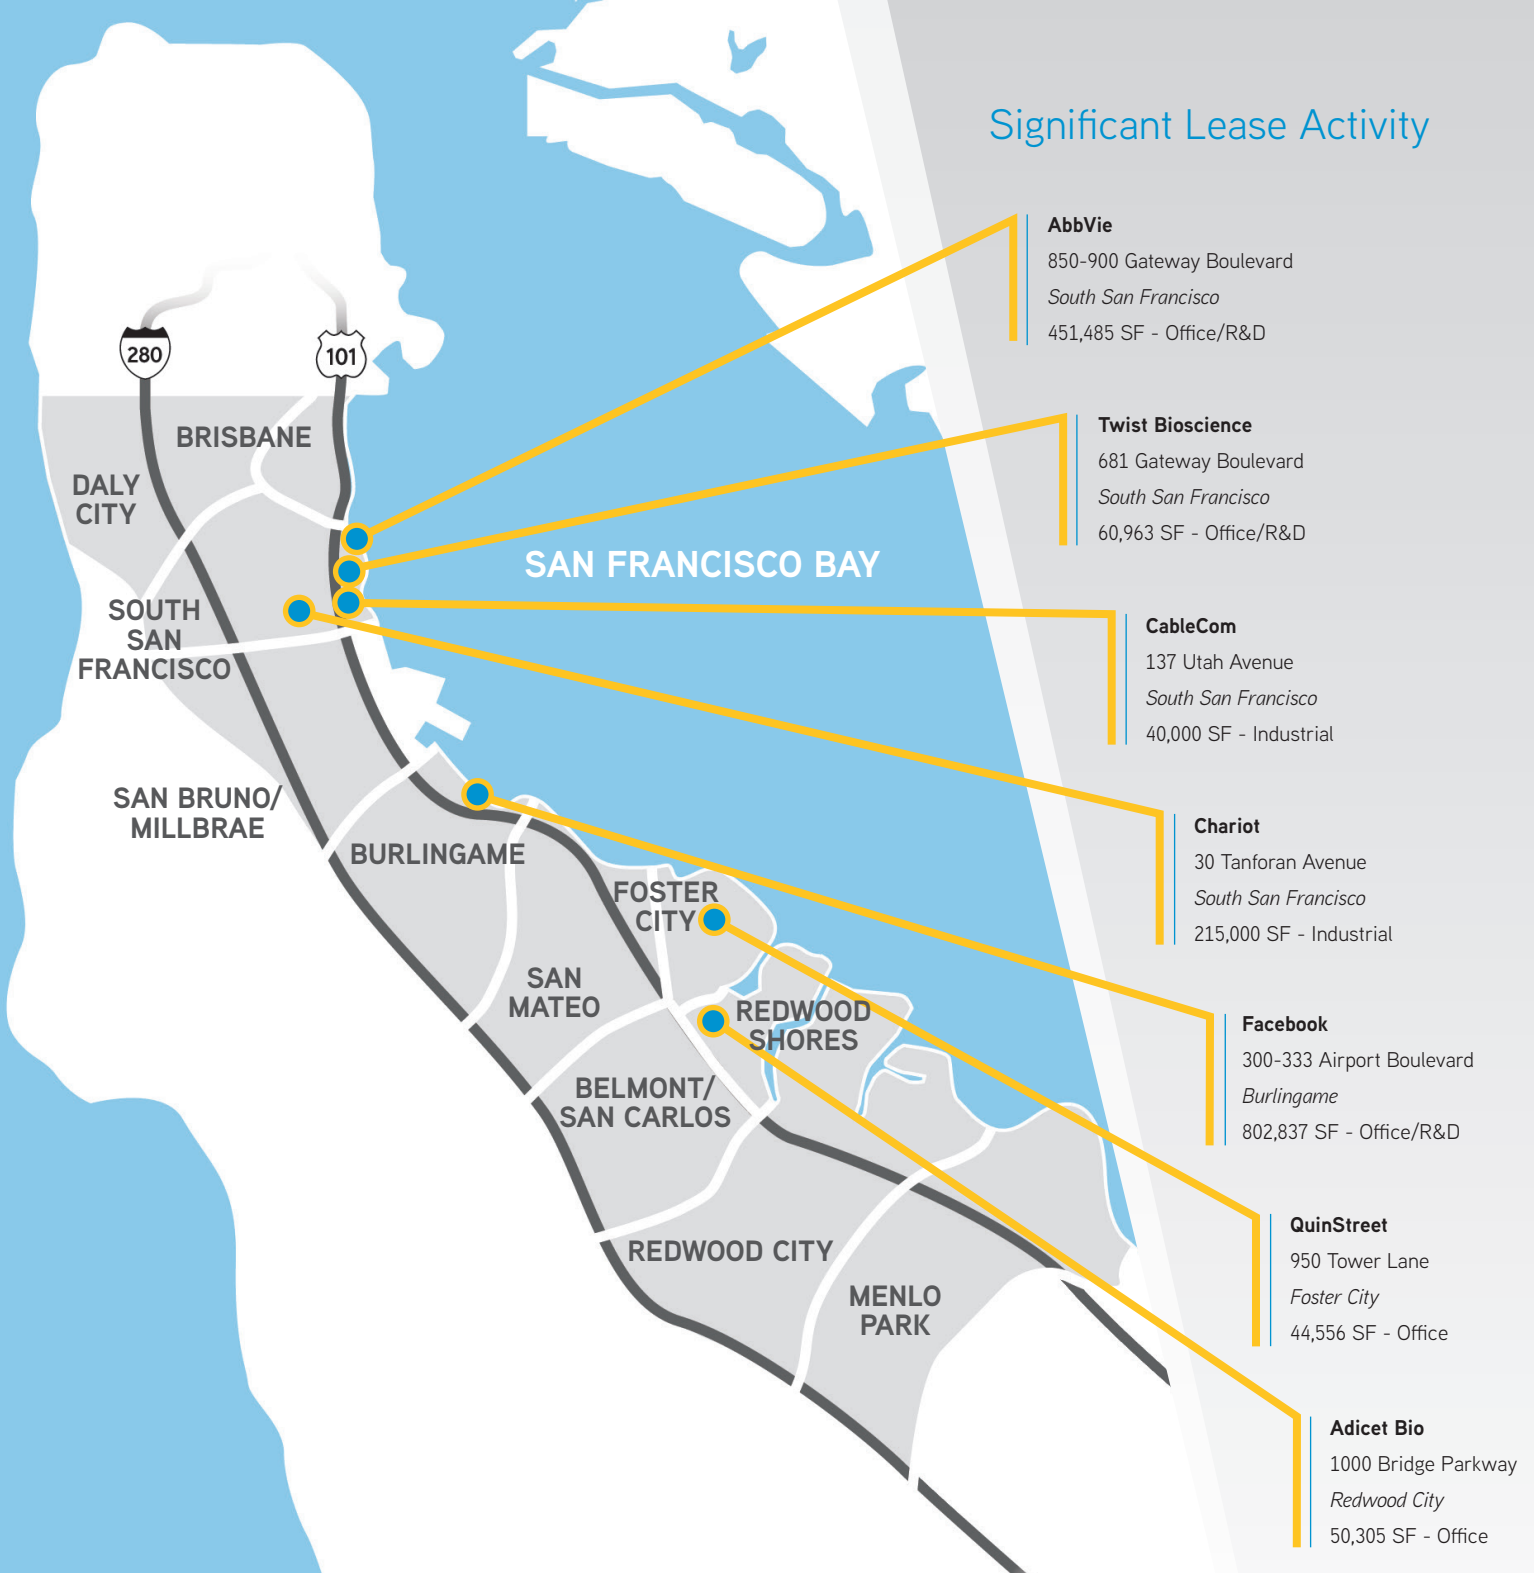 Significant Lease Activity
AbbVie
850-900 Gateway Boulevard
South San Francisco
451,485 SF - Office/R&D
Twist Bioscience
681 Gateway Boulevard
South San Francisco
60,963 SF - Office/R&D
CableCom
137 Utah Avenue
South San Francisco
40,000 SF - Industrial
Chariot
30 Tanforan Avenue
South San Francisco
215,000 SF - Industrial
Facebook
300-333 Airport Boulevard
Burlingame
802,837 SF - Office/R&D
QuinStreet
950 Tower Lane
Foster City
44,556 SF - Office
Adicet Bio
1000 Bridge Parkway
Redwood City
50,305 SF - Office
280
101
BRISBANE
DALY
CITY
SAN FRANCISCO BAY
SOUTH
SAN
FRANCISCO
SAN BRUNO/
MILLBRAE
BURLINGAME
FOSTER
CITY
SAN
MATEO
REDWOOD
SHORES
BELMONT/
SAN CARLOS
REDWOOD CITY
MENLO
PARK